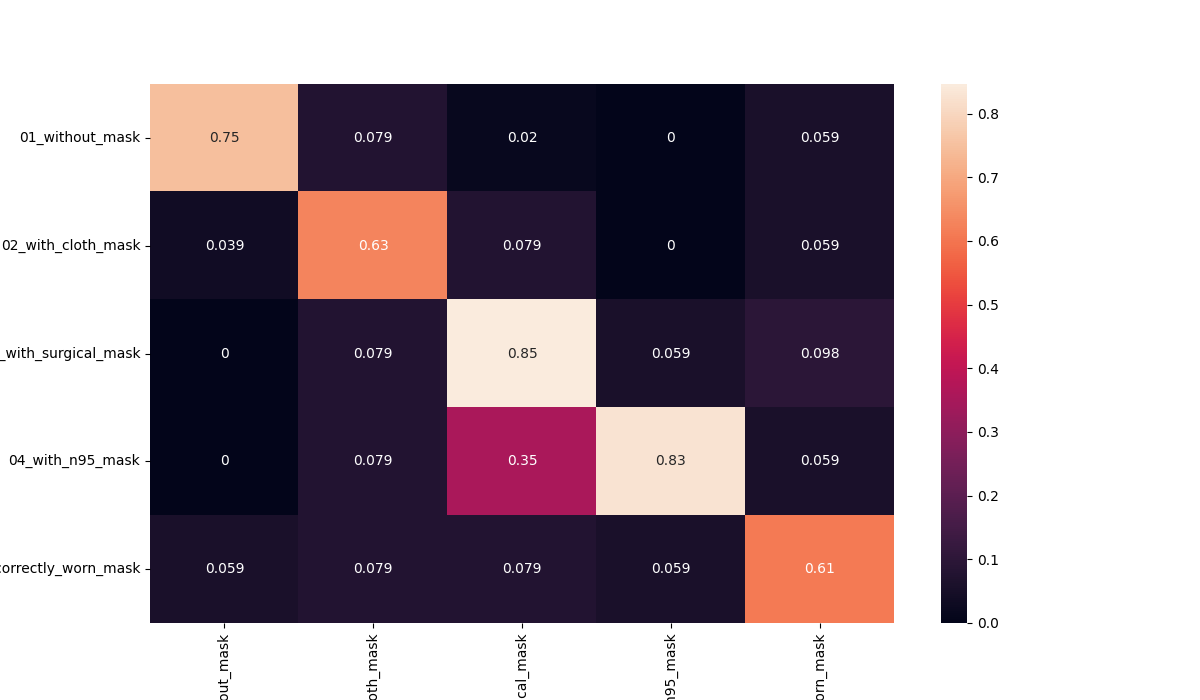 01_without_mask 0.75 0.079 0.02 0 0.059
02_with_cloth_mask 0.039 0.63 0.079 0 0.059
_with_surgical_mask 0 0.079 0.85 0.059 0.098
04_with_n95_mask 0 0.079 0.35 0.83 0.059
correctly_worn_mask 0.059 0.079 0.079 0.059 0.61
out_mask
oth_mask
cal_mask
n95_mask
orn_mask
0.8
0.7
0.6
0.5
0.4
0.3
0.2
0.1
0.0